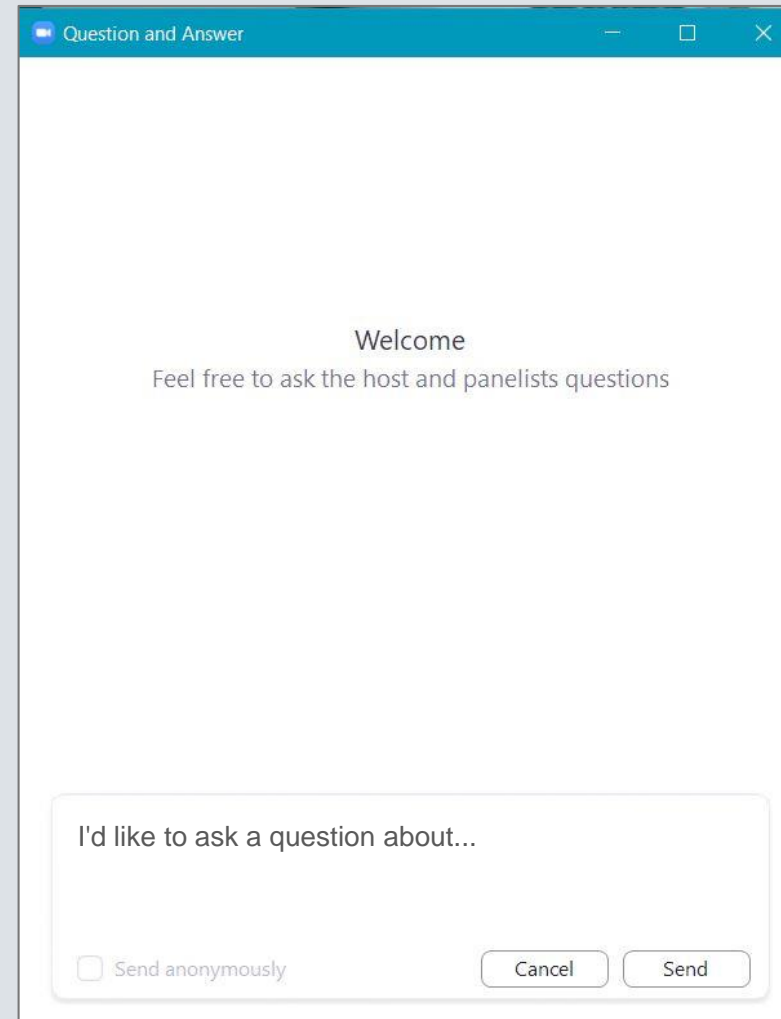 Question and Answer
Welcome
Feel free to ask the host and panelists questions
I'd like to ask a question about...
Send anonymously
Cancel
Send